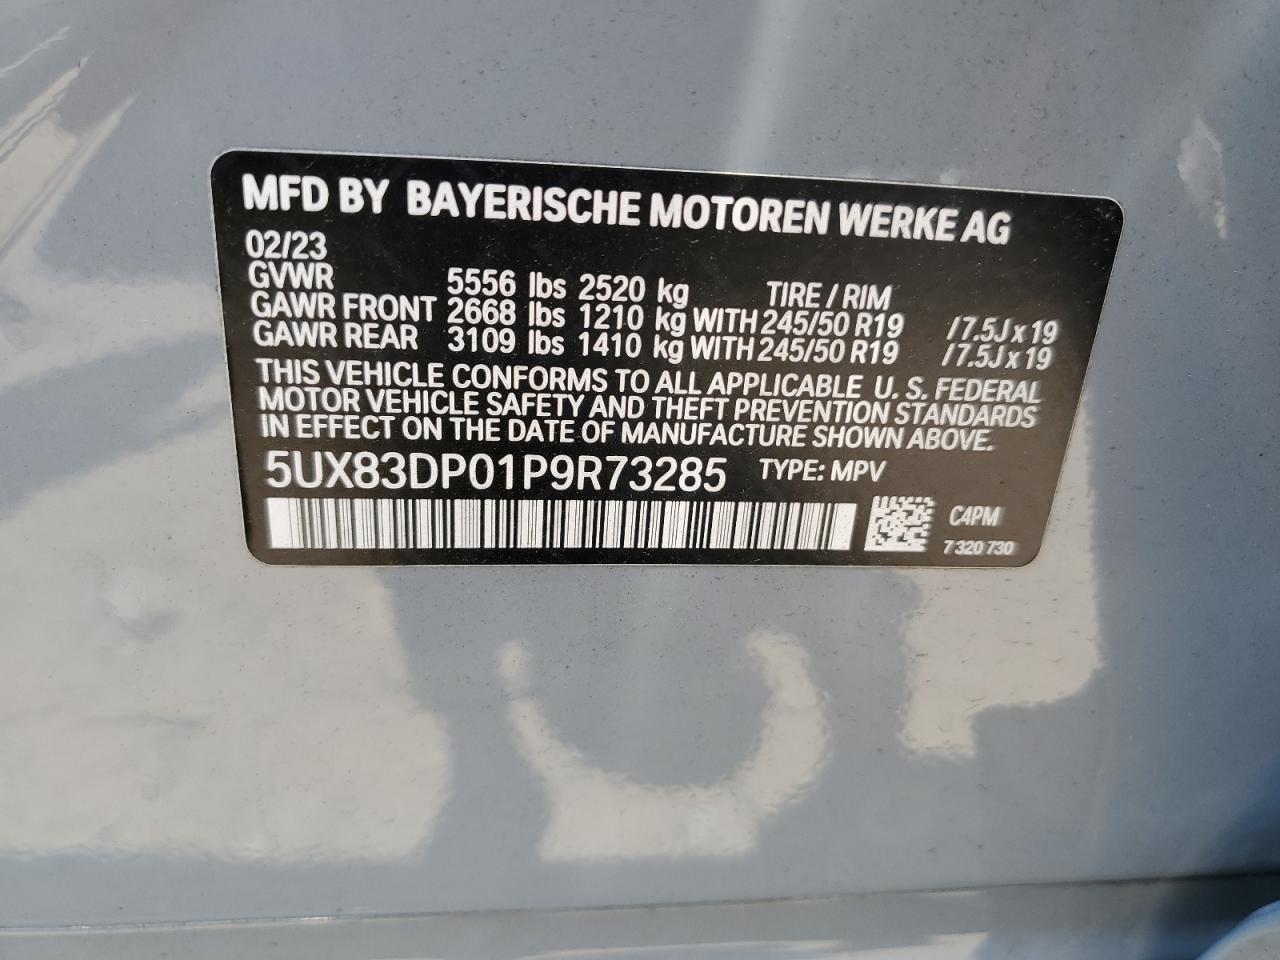 MFD BY BAYERISCHE MOTOREN WERKE AG
02/23
GVWR 5556 lbs 2520 kg TIRE / RIM
GAWR FRONT 2668 lbs 1210 kg WITH 245/50 R19 /7.5J x 19
GAWR REAR 3109 lbs 1410 kg WITH 245/50 R19 /7.5J x 19
THIS VEHICLE CONFORMS TO ALL APPLICABLE U. S. FEDERAL
MOTOR VEHICLE SAFETY AND THEFT PREVENTION STANDARDS
IN EFFECT ON THE DATE OF MANUFACTURE SHOWN ABOVE.
5UX83DP01P9R73285 TYPE: MPV
C4PM
7 320 730